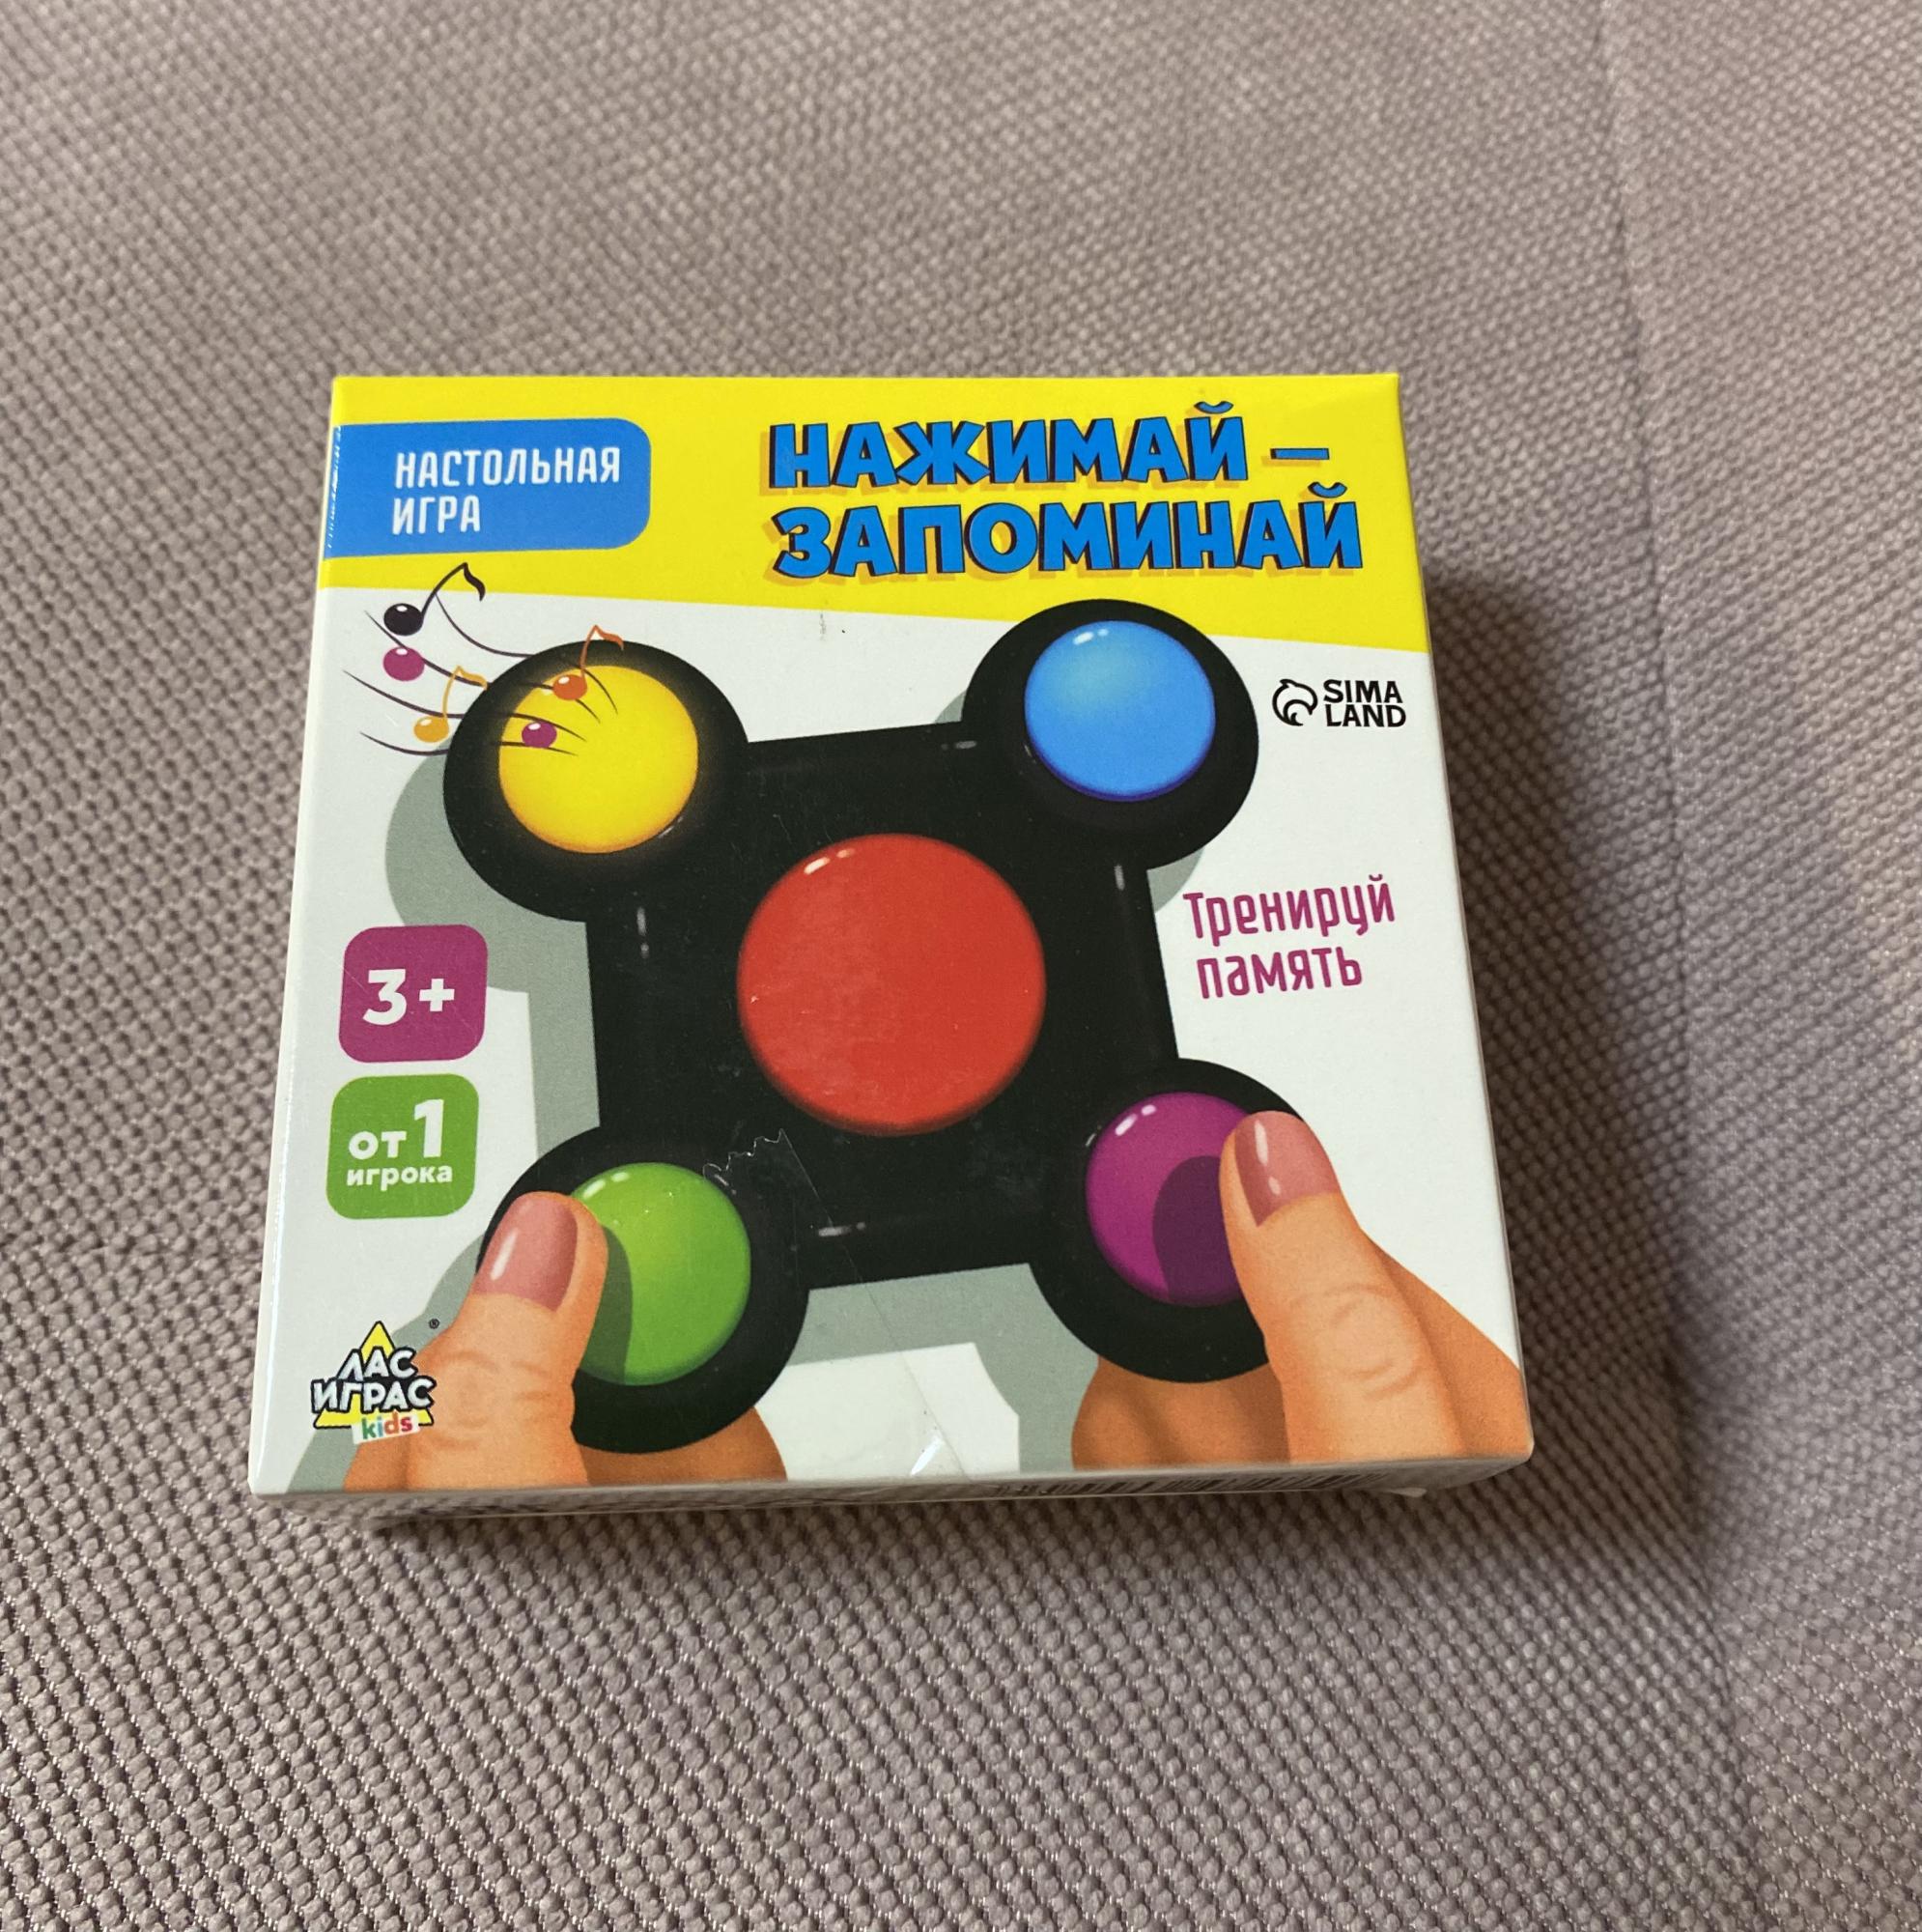 НАСТОЛЬНАЯ
ИГРА
НАЖИМАЙ –
ЗАПОМИНАЙ
SIMA
LAND
Тренируй
память
3+
от 1
игрока
ЛАС
ИГРАС
kids
®